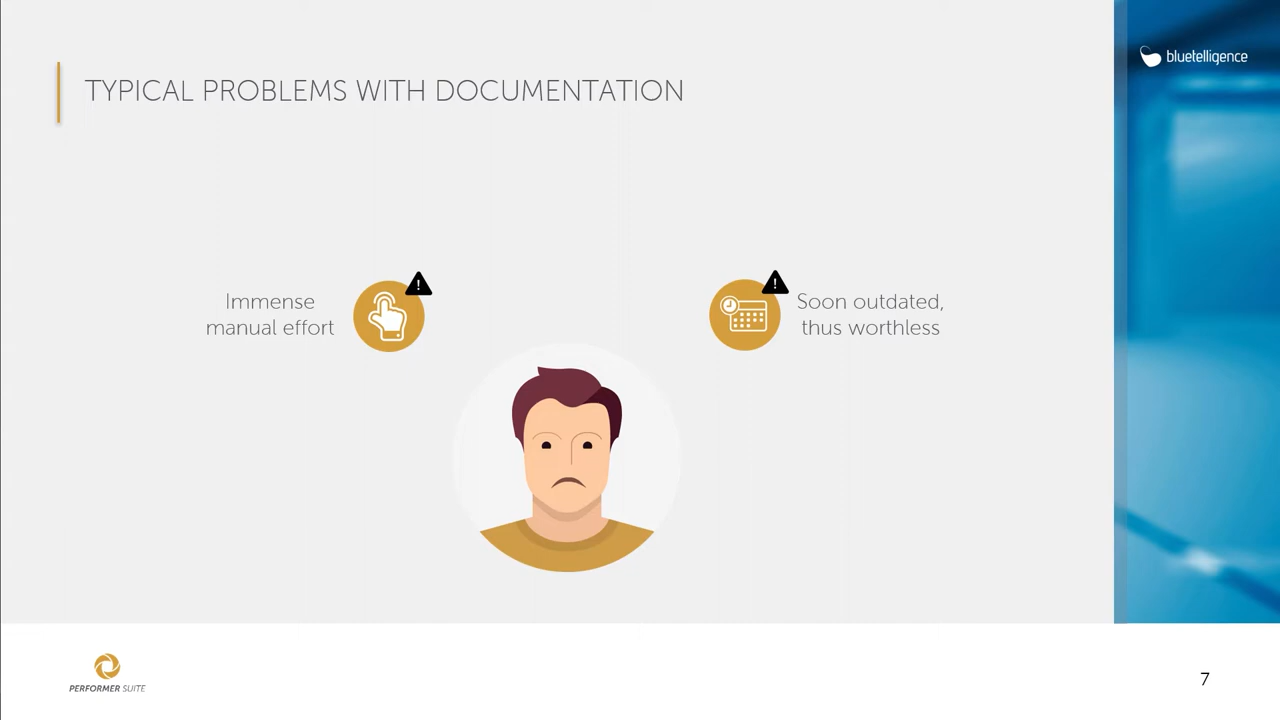 TYPICAL PROBLEMS WITH DOCUMENTATION
bluetelligence
Immense
manual effort
!
!
Soon outdated,
thus worthless
PERFORMER SUITE
7